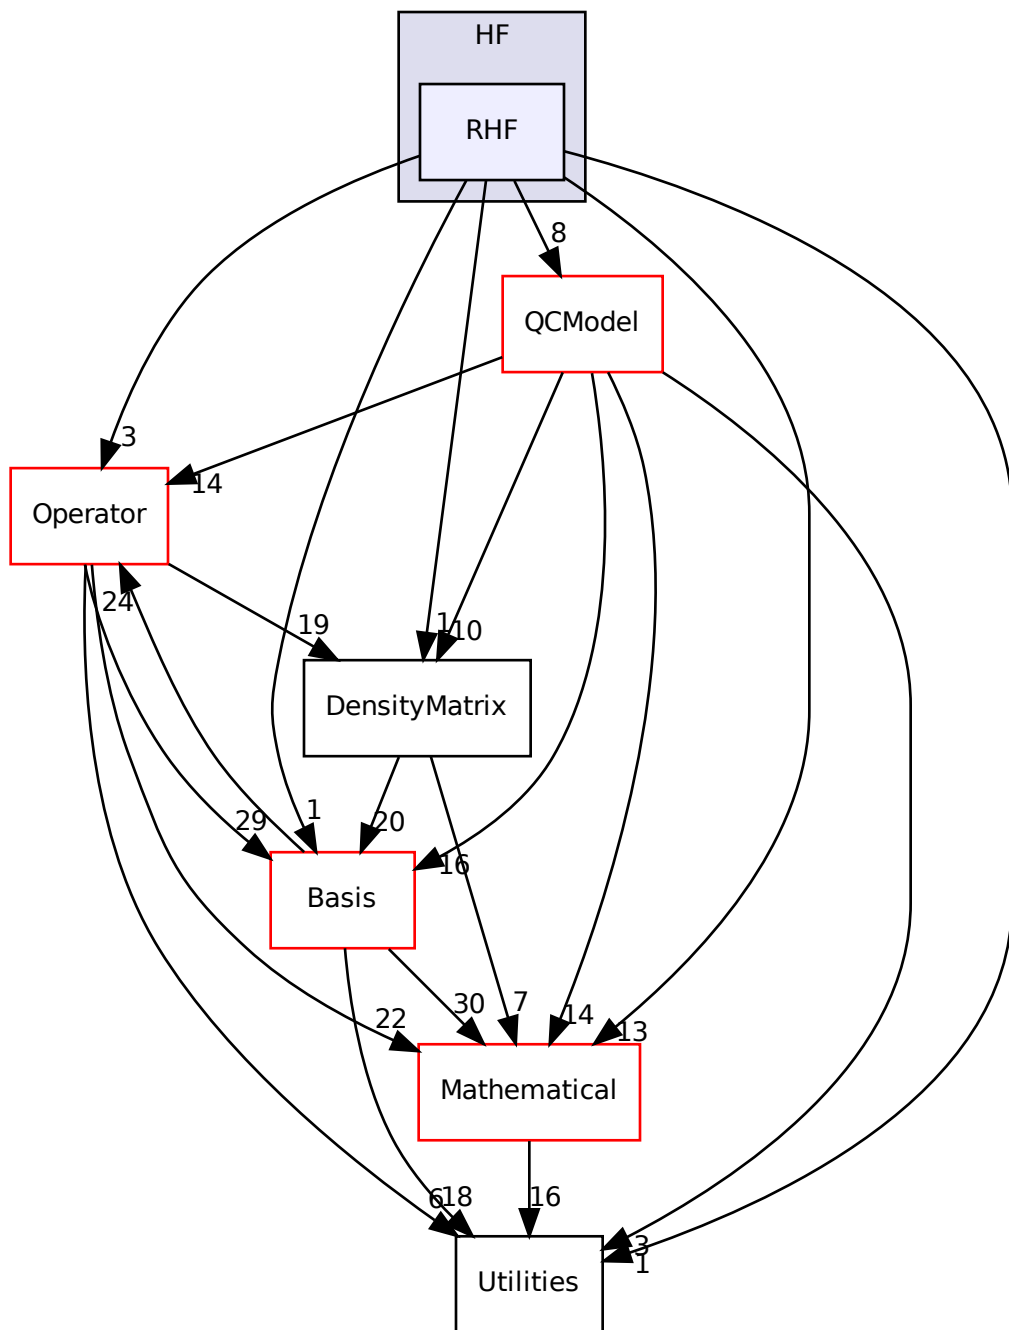 HF
RHF
8
QCModel
3
14
Operator
24
19
1
10
DensityMatrix
29
1
20
16
Basis
22
30
7
14
13
Mathematical
6
18
16
3
1
Utilities